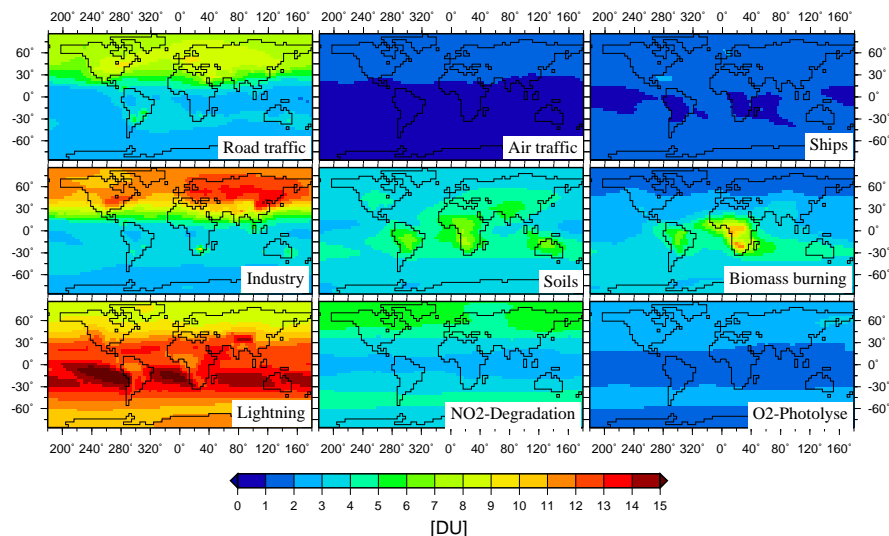 200˚ 280˚ 0˚ 80˚ 160˚ 200˚ 280˚ 0˚ 80˚ 160˚ 200˚ 280˚ 0˚ 80˚ 160˚
240˚ 320˚ 40˚ 120˚ 240˚ 320˚ 40˚ 120˚ 240˚ 320˚ 40˚ 120˚
60˚ 60˚
30˚ 30˚
0˚ 0˚
-30˚ -30˚
-60˚ -60˚
Road traffic Air traffic Ships
60˚ 60˚
30˚ 30˚
0˚ 0˚
-30˚ -30˚
-60˚ -60˚
Industry Soils Biomass burning
60˚ 60˚
30˚ 30˚
0˚ 0˚
-30˚ -30˚
-60˚ -60˚
Lightning NO2-Degradation O2-Photolyse
200˚ 280˚ 0˚ 80˚ 160˚ 200˚ 280˚ 0˚ 80˚ 160˚ 200˚ 280˚ 0˚ 80˚ 160˚
240˚ 320˚ 40˚ 120˚ 240˚ 320˚ 40˚ 120˚ 240˚ 320˚ 40˚ 120˚
0 1 2 3 4 5 6 7 8 9 10 11 12 13 14 15
[DU]